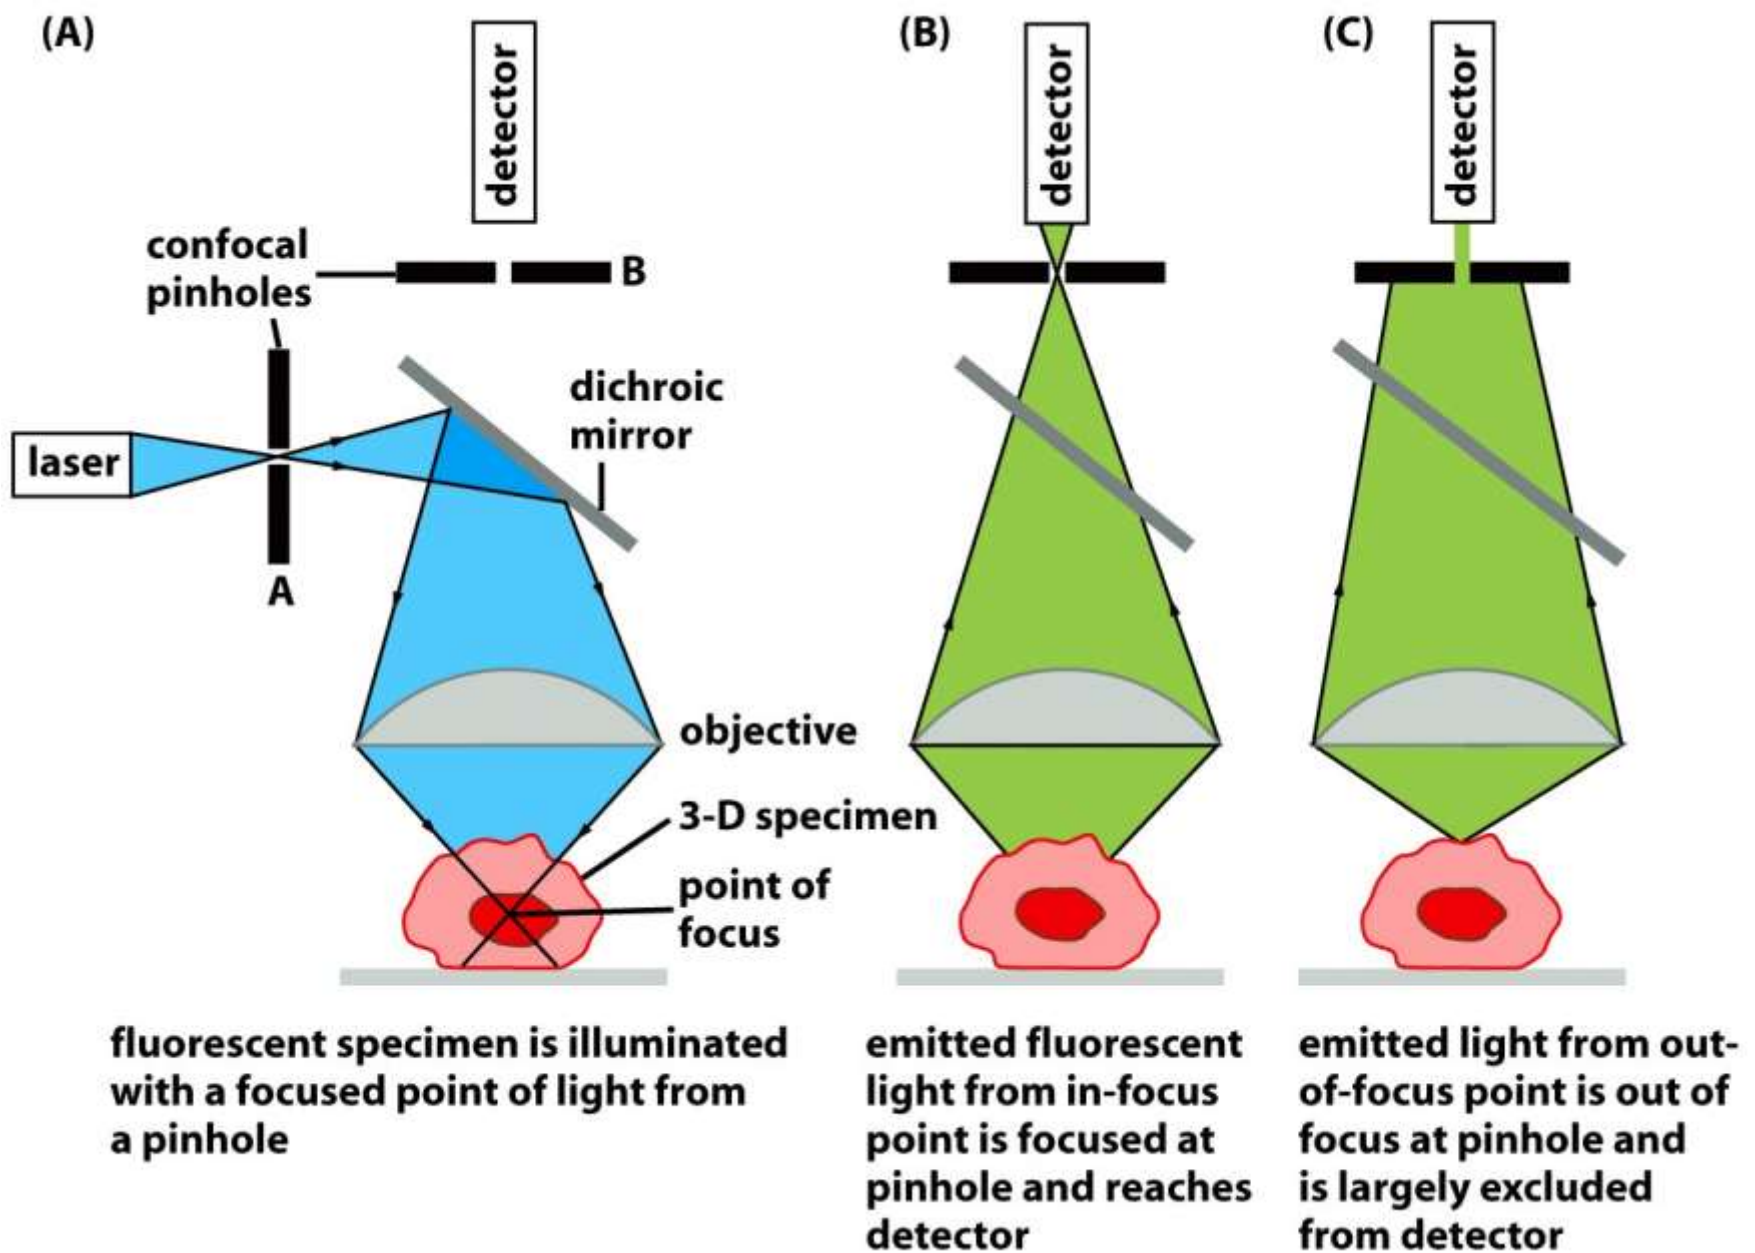 (A)
detector
confocal
pinholes
B
dichroic
mirror
laser
A
objective
3-D specimen
point of
focus
fluorescent specimen is illuminated
with a focused point of light from
a pinhole
(B)
detector
emitted fluorescent
light from in-focus
point is focused at
pinhole and reaches
detector
(C)
detector
emitted light from out-
of-focus point is out of
focus at pinhole and
is largely excluded
from detector